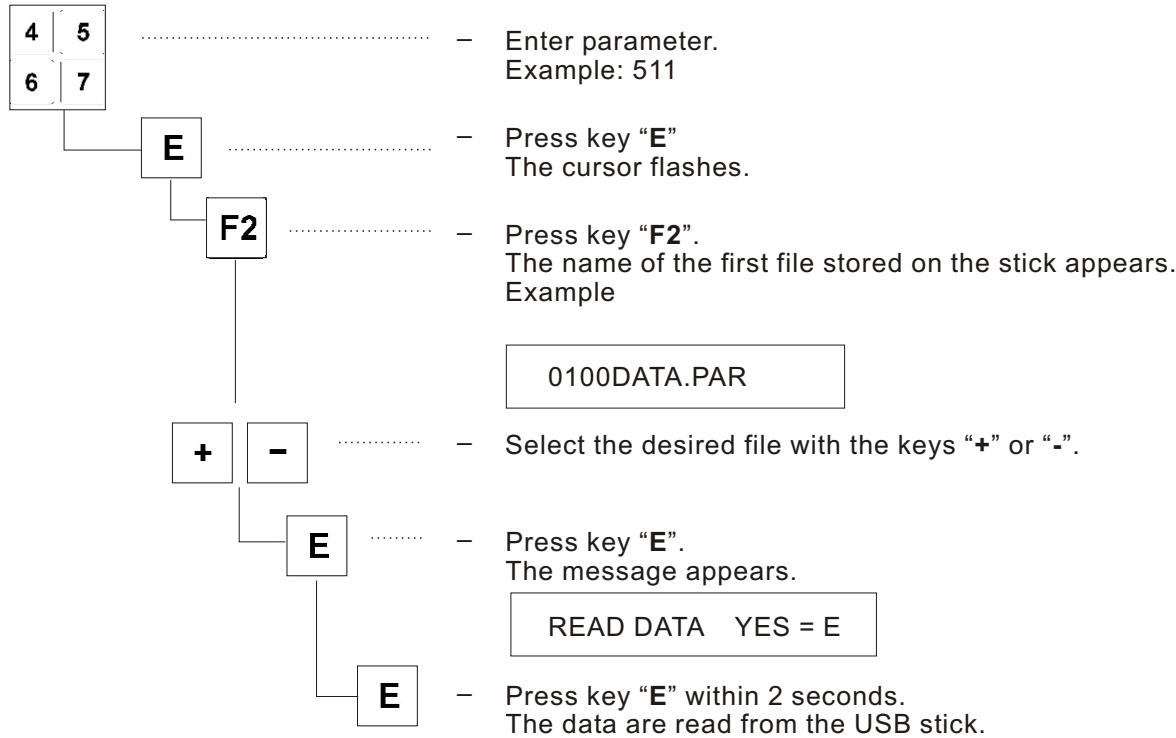 4 5
6 7
– Enter parameter.
Example: 511
E
– Press key “E”
The cursor flashes.
F2
– Press key “F2”.
The name of the first file stored on the stick appears.
Example
0100DATA.PAR
+ −
– Select the desired file with the keys “+” or “-”.
E
– Press key “E”.
The message appears.
READ DATA YES = E
E
– Press key “E” within 2 seconds.
The data are read from the USB stick.